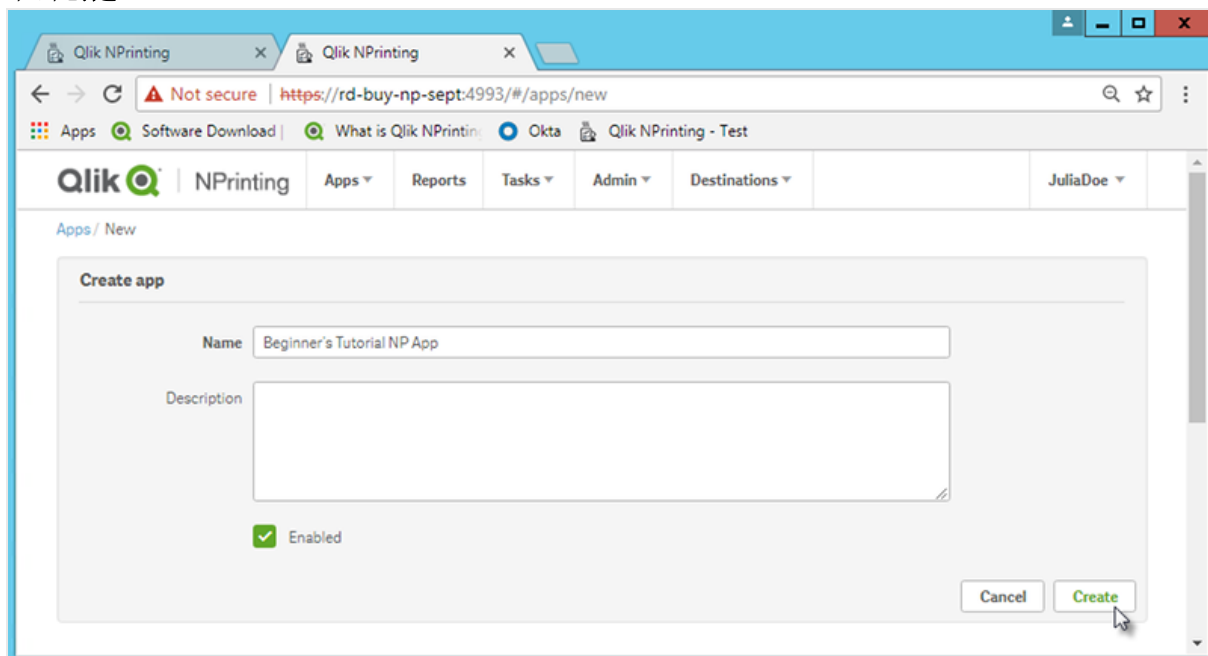 Qlik NPrinting Qlik NPrinting
Not secure | https://rd-buy-np-sept:4993/#/apps/new
Apps Software Download | What is Qlik NPrintin Okta Qlik NPrinting - Test
Qlik NPrinting Apps Reports Tasks Admin Destinations JuliaDoe
Apps / New
Create app
Name Beginner's Tutorial NP App
Description
Enabled
Cancel Create